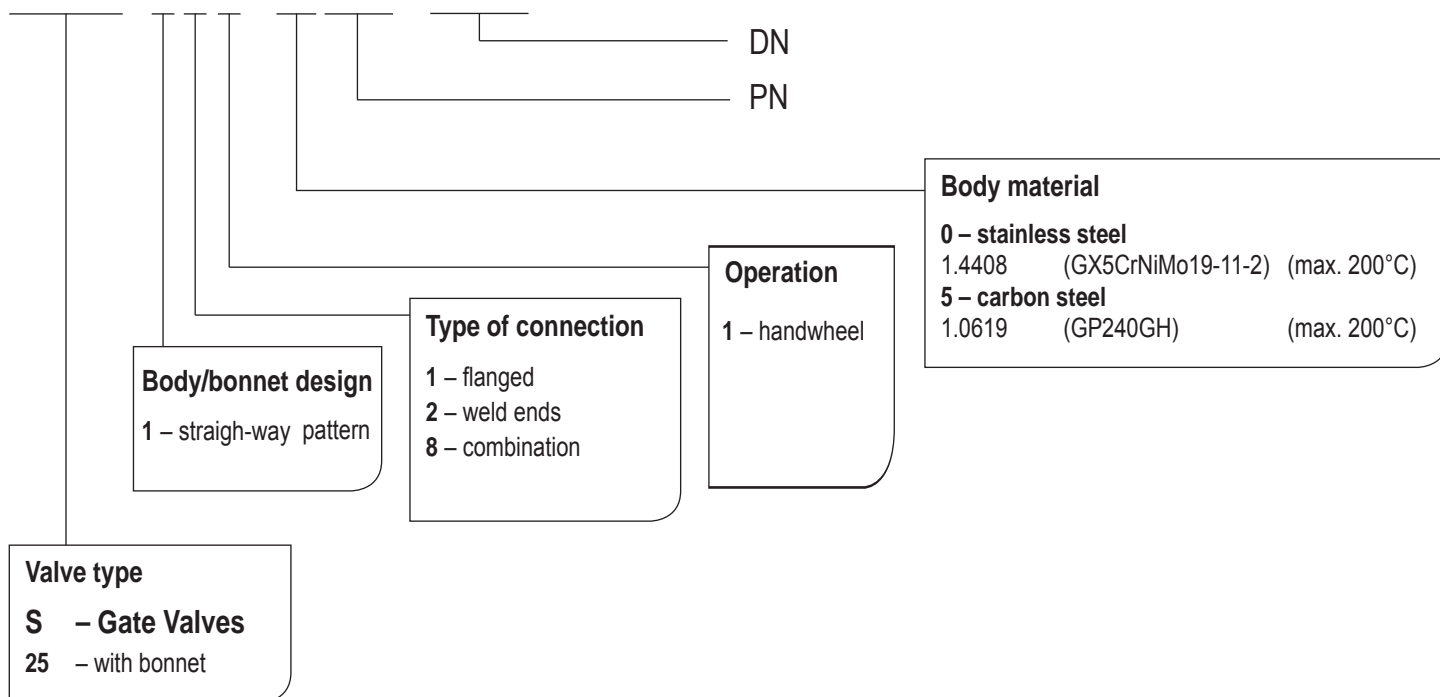 DN
PN
Body material
0 – stainless steel
1.4408 (GX5CrNiMo19-11-2) (max. 200°C)
5 – carbon steel
1.0619 (GP240GH) (max. 200°C)
Operation
1 – handwheel
Type of connection
1 – flanged
2 – weld ends
8 – combination
Body/bonnet design
1 – straigh-way pattern
Valve type
S – Gate Valves
25 – with bonnet